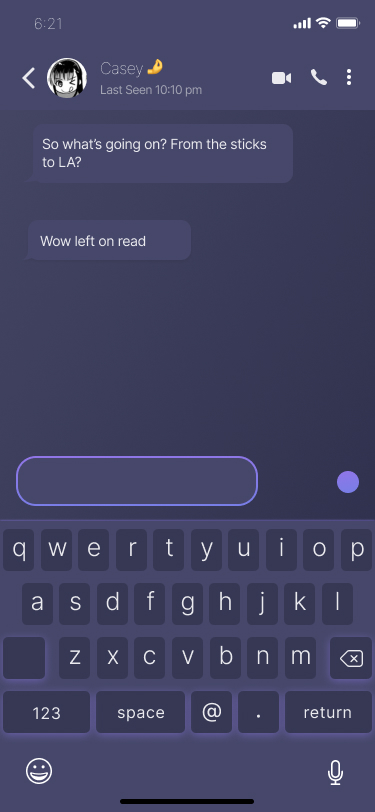 6:21
Casey 🤌
Last Seen 10:10 pm
So what's going on? From the sticks
to LA?
Wow left on read
q w e r t y u i o p
a s d f g h j k l
z x c v b n m
123 space @ . return